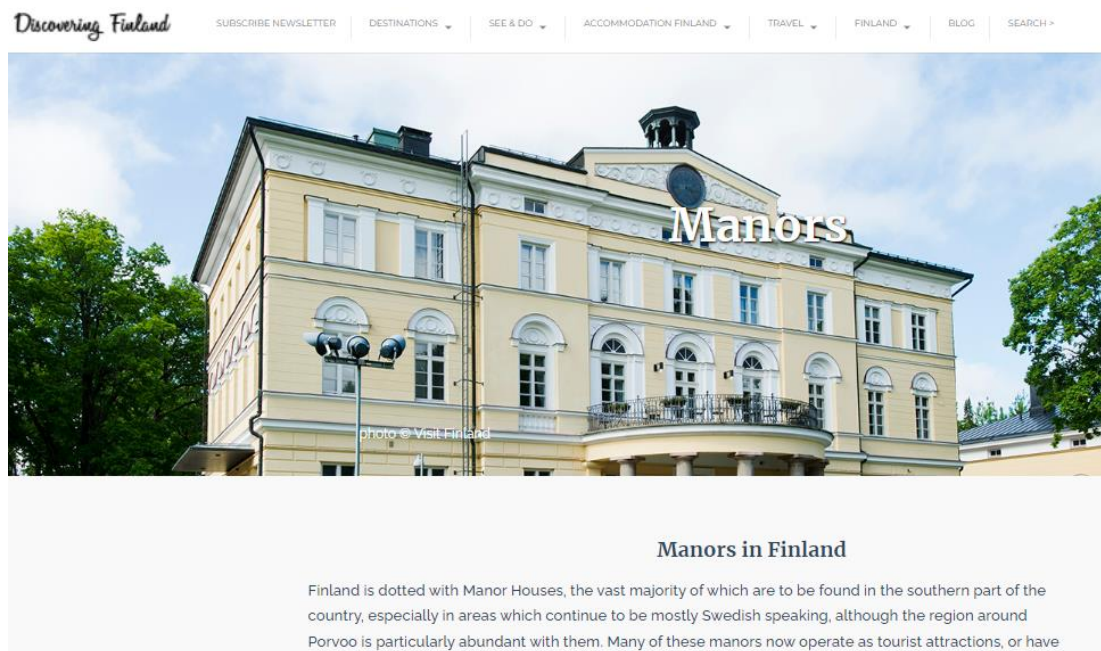 Discovering Finland
SUBSCRIBE NEWSLETTER
DESTINATIONS
SEE & DO
ACCOMMODATION FINLAND
TRAVEL
FINLAND
BLOG
SEARCH >
Manors
photo © Visit Finland
Manors in Finland
Finland is dotted with Manor Houses, the vast majority of which are to be found in the southern part of the
country, especially in areas which continue to be mostly Swedish speaking, although the region around
Porvoo is particularly abundant with them. Many of these manors now operate as tourist attractions, or have